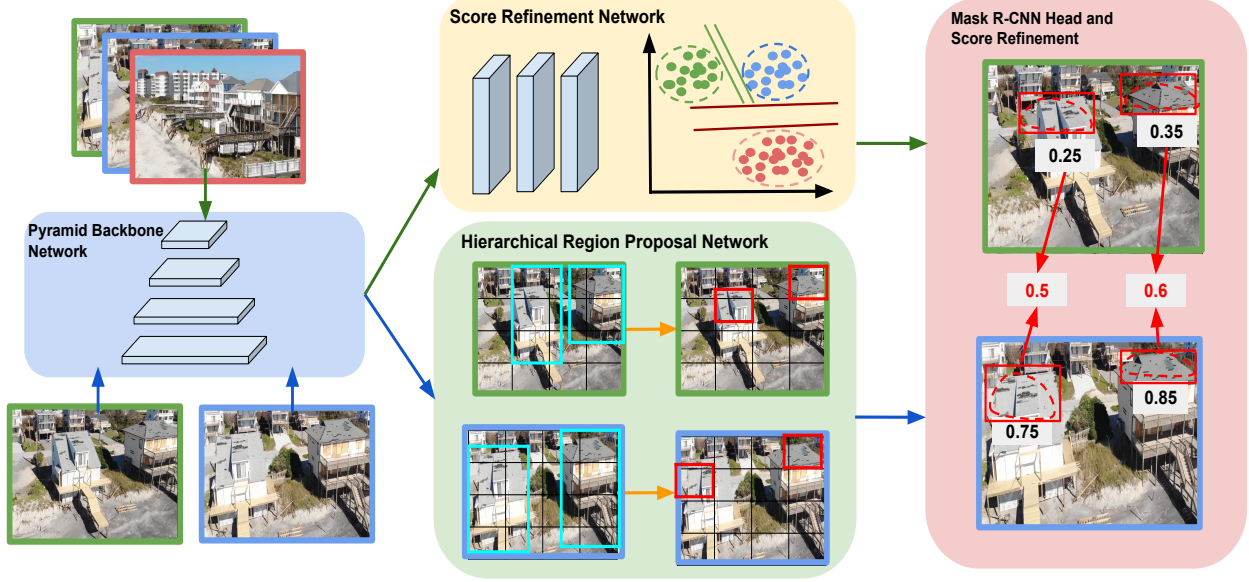 Score Refinement Network
Mask R-CNN Head and
Score Refinement
Pyramid Backbone
Network
Hierarchical Region Proposal Network
0.35
0.25
0.5
0.6
0.85
0.75